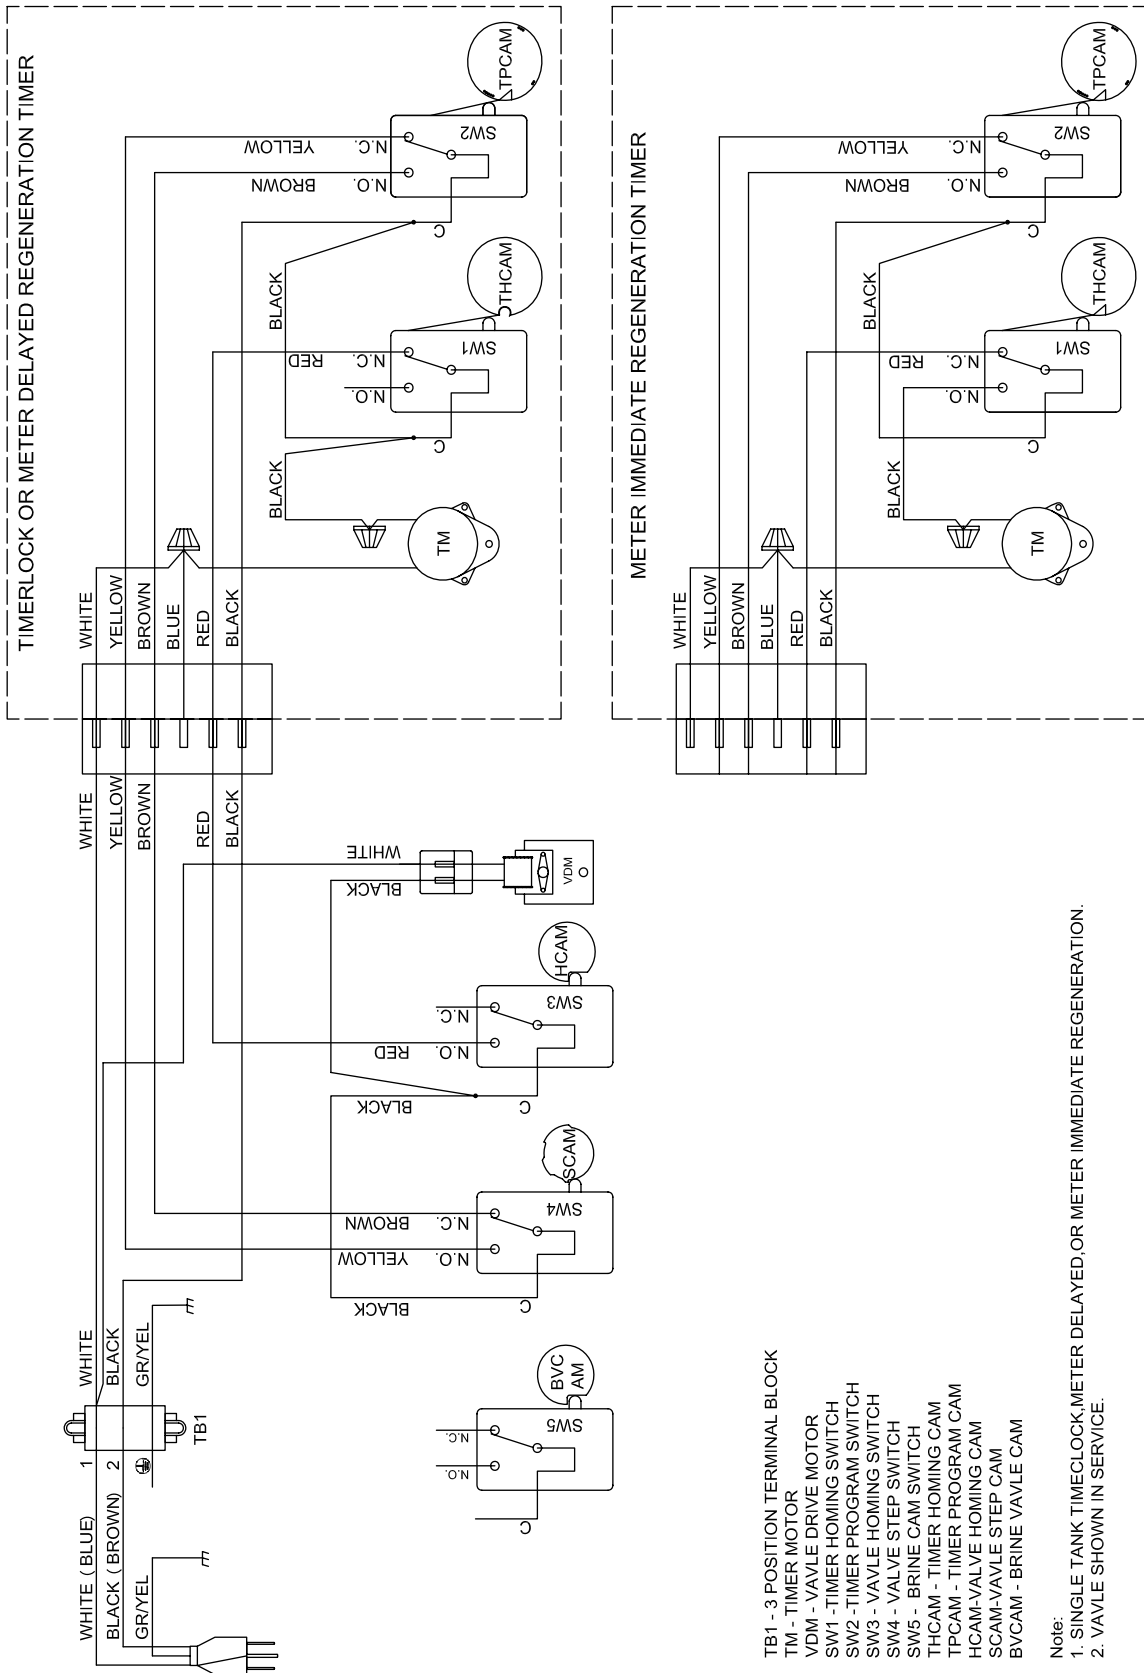 TIMERLOCK OR METER DELAYED REGENERATION TIMER
TPCAM
SW2
N.C.
N.O.
YELLOW
BROWN
C
BLACK
THCAM
SW1
N.C.
N.O.
RED
C
BLACK
TM
WHITE
YELLOW
BROWN
BLUE
RED
BLACK
METER IMMEDIATE REGENERATION TIMER
TPCAM
SW2
N.C.
N.O.
YELLOW
BROWN
C
BLACK
THCAM
SW1
N.C.
N.O.
RED
C
BLACK
TM
WHITE
YELLOW
BROWN
BLUE
RED
BLACK
WHITE
YELLOW
BROWN
RED
BLACK
WHITE
BLACK
VDM
HCAM
SW3
N.C.
N.O.
RED
C
BLACK
SCAM
SW4
N.C.
N.O.
BROWN
YELLOW
C
BLACK
WHITE
BLACK
GR/YEL
TB1
1
2
WHITE ( BLUE)
BLACK ( BROWN)
GR/YEL
BVC
AM
SW5
N.C.
N.O.
C
TB1 - 3 POSITION TERMINAL BLOCK
TM - TIMER MOTOR
VDM - VAVLE DRIVE MOTOR
SW1 -TIMER HOMING SWITCH
SW2 -TIMER PROGRAM SWITCH
SW3 - VAVLE HOMING SWITCH
SW4 - VALVE STEP SWITCH
SW5 - BRINE CAM SWITCH
THCAM - TIMER HOMING CAM
TPCAM - TIMER PROGRAM CAM
HCAM-VALVE HOMING CAM
SCAM-VAVLE STEP CAM
BVCAM - BRINE VAVLE CAM
Note:
1. SINGLE TANK TIMECLOCK,METER DELAYED,OR METER IMMEDIATE REGENERATION.
2. VAVLE SHOWN IN SERVICE.